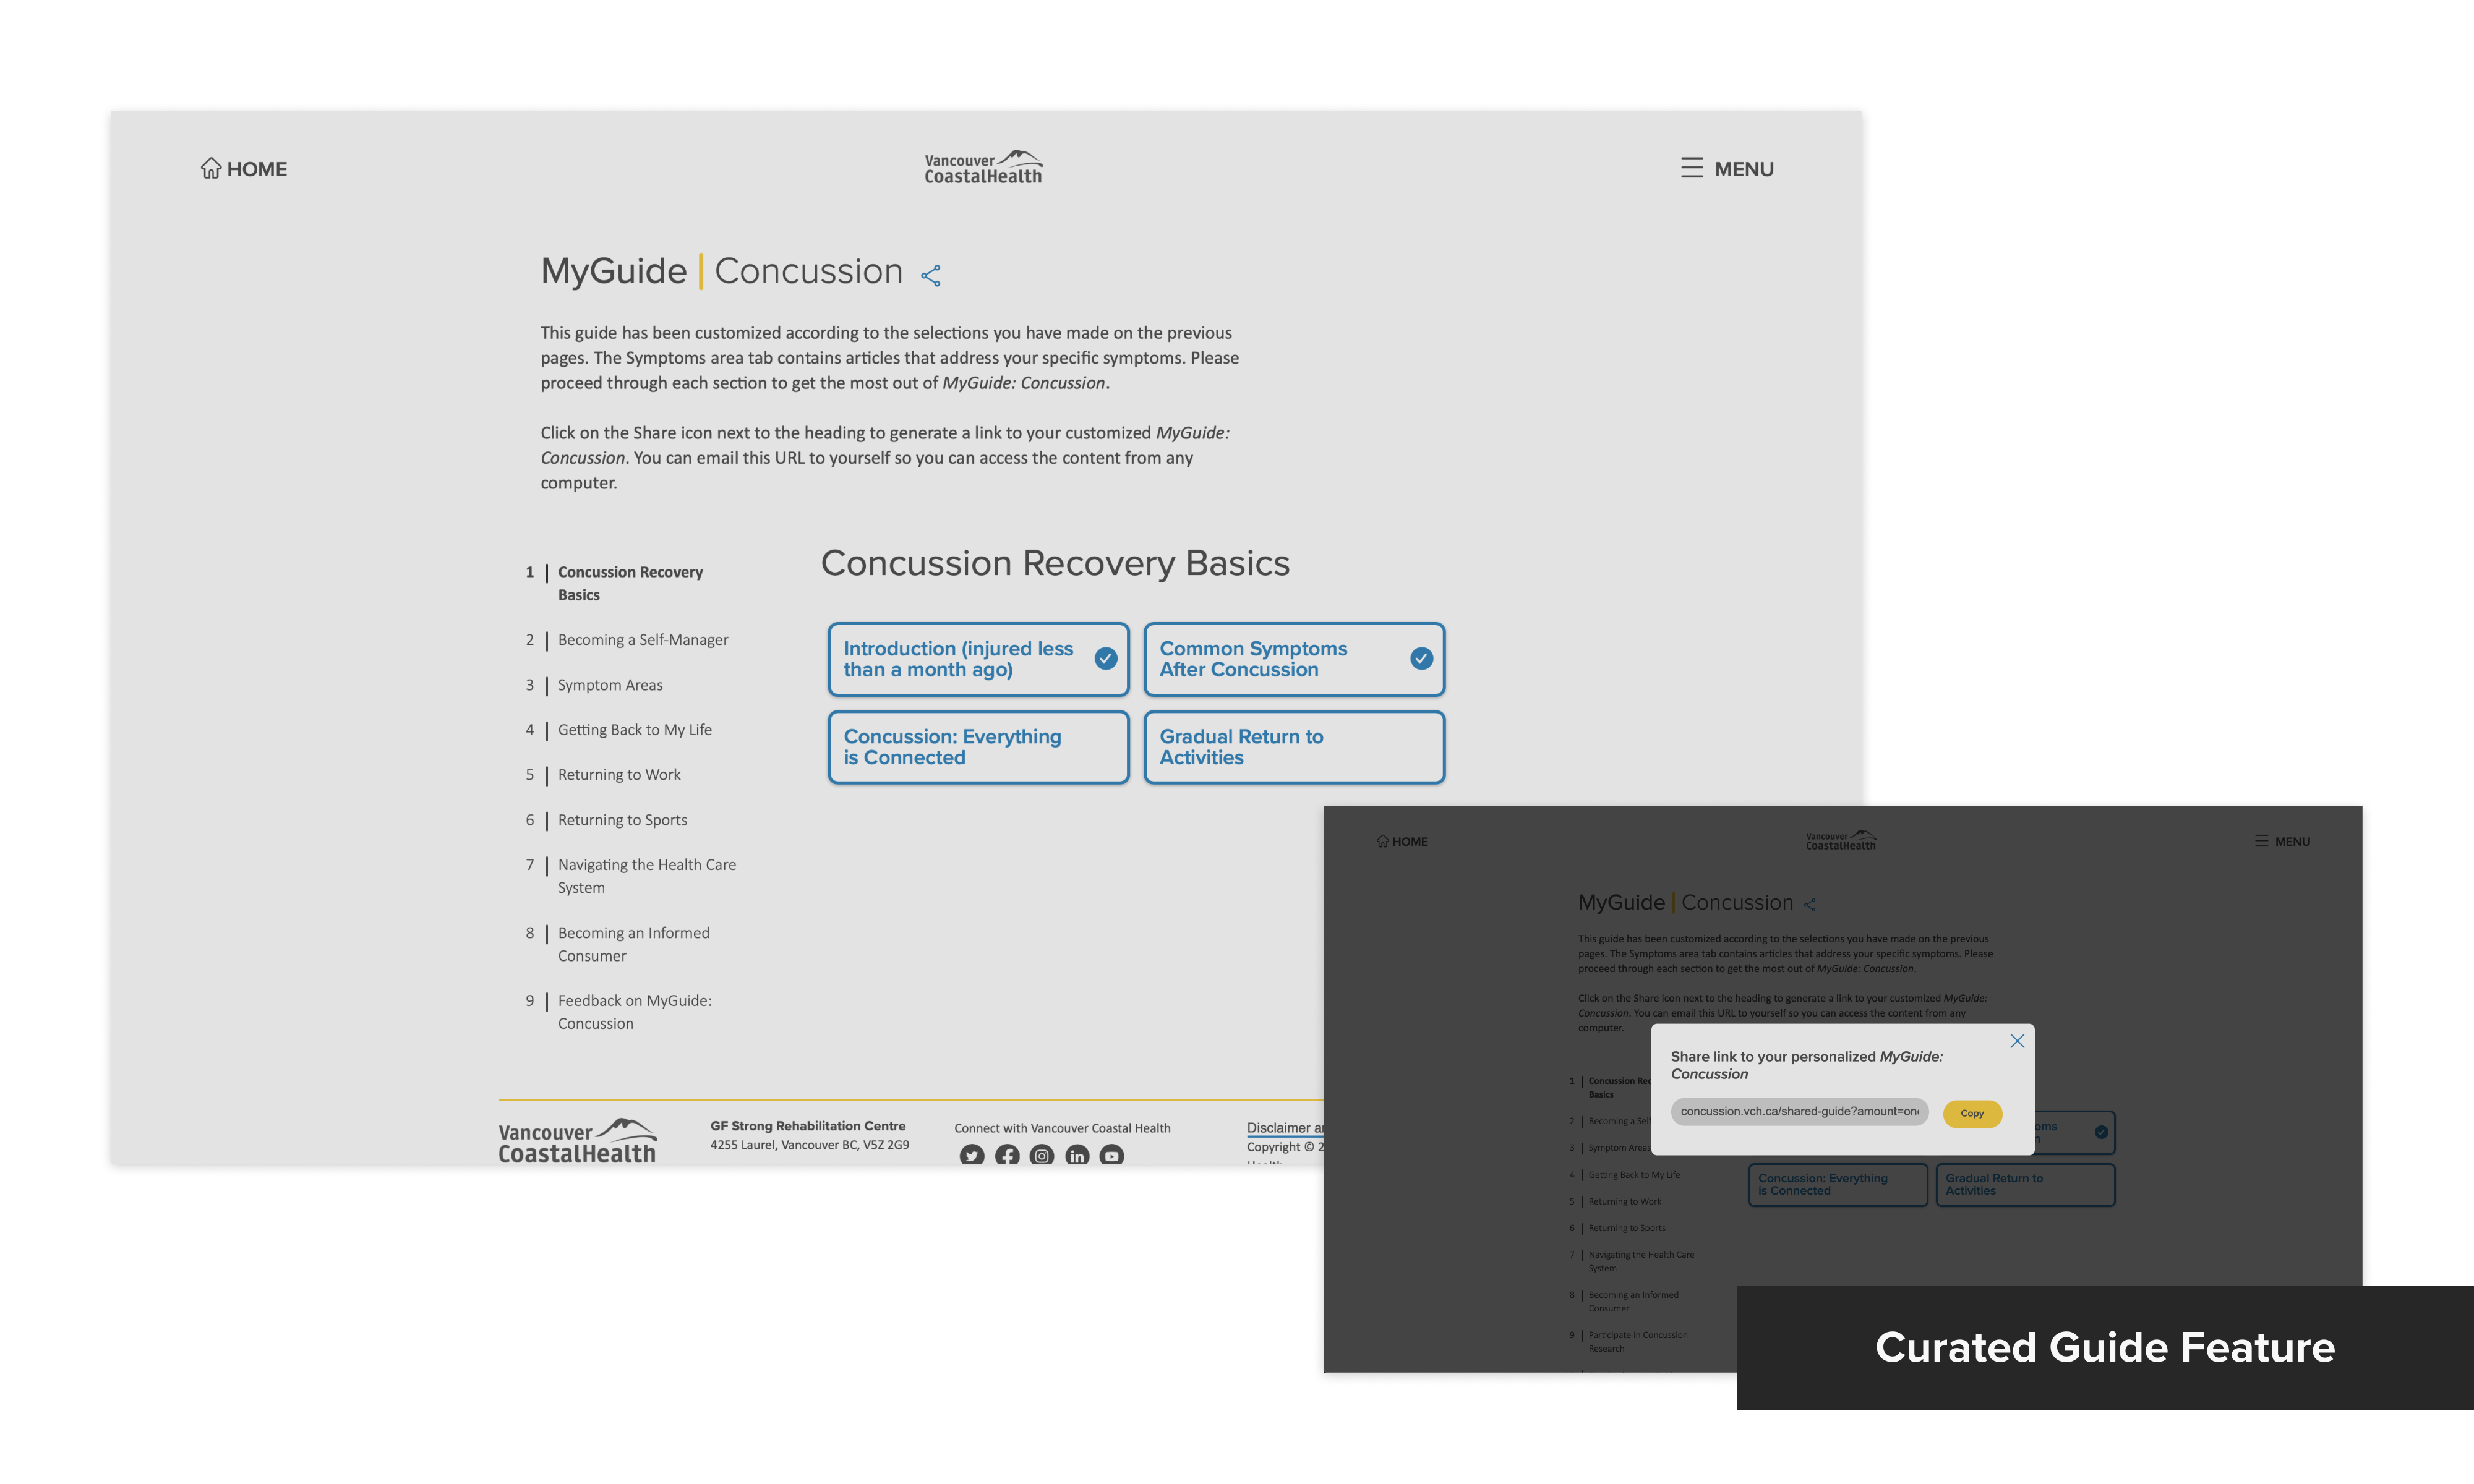 HOME
Vancouver
CoastalHealth
MENU
MyGuide | Concussion
This guide has been customized according to the selections you have made on the previous
pages. The Symptoms area tab contains articles that address your specific symptoms. Please
proceed through each section to get the most out of MyGuide: Concussion.
Click on the Share icon next to the heading to generate a link to your customized MyGuide:
Concussion. You can email this URL to yourself so you can access the content from any
computer.
1 | Concussion Recovery
Basics
2 | Becoming a Self-Manager
3 | Symptom Areas
4 | Getting Back to My Life
5 | Returning to Work
6 | Returning to Sports
7 | Navigating the Health Care
System
8 | Becoming an Informed
Consumer
9 | Feedback on MyGuide:
Concussion
Concussion Recovery Basics
Introduction (injured less
than a month ago)
Common Symptoms
After Concussion
Concussion: Everything
is Connected
Gradual Return to
Activities
Vancouver
CoastalHealth
GF Strong Rehabilitation Centre
4255 Laurel, Vancouver BC, V5Z 2G9
Connect with Vancouver Coastal Health
Disclaimer
Copyright ©
HOME
Vancouver
CoastalHealth
MENU
MyGuide | Concussion
This guide has been customized according to the selections you have made on the previous
pages. The Symptoms area tab contains articles that address your specific symptoms. Please
proceed through each section to get the most out of MyGuide: Concussion.
Click on the Share icon next to the heading to generate a link to your customized MyGuide:
Concussion. You can email this URL to yourself so you can access the content from any
computer.
Share link to your personalized MyGuide:
Concussion
concussion.vch.ca/shared-guide?amount=one
Copy
1 | Concussion
Basics
2 | Becoming a
3 | Symptom Areas
4 | Getting Back to My Life
5 | Returning to Work
6 | Returning to Sports
7 | Navigating the Health Care
System
8 | Becoming an Informed
Consumer
9 | Participate in Concussion
Research
Concussion: Everything
is Connected
Gradual Return to
Activities
Curated Guide Feature